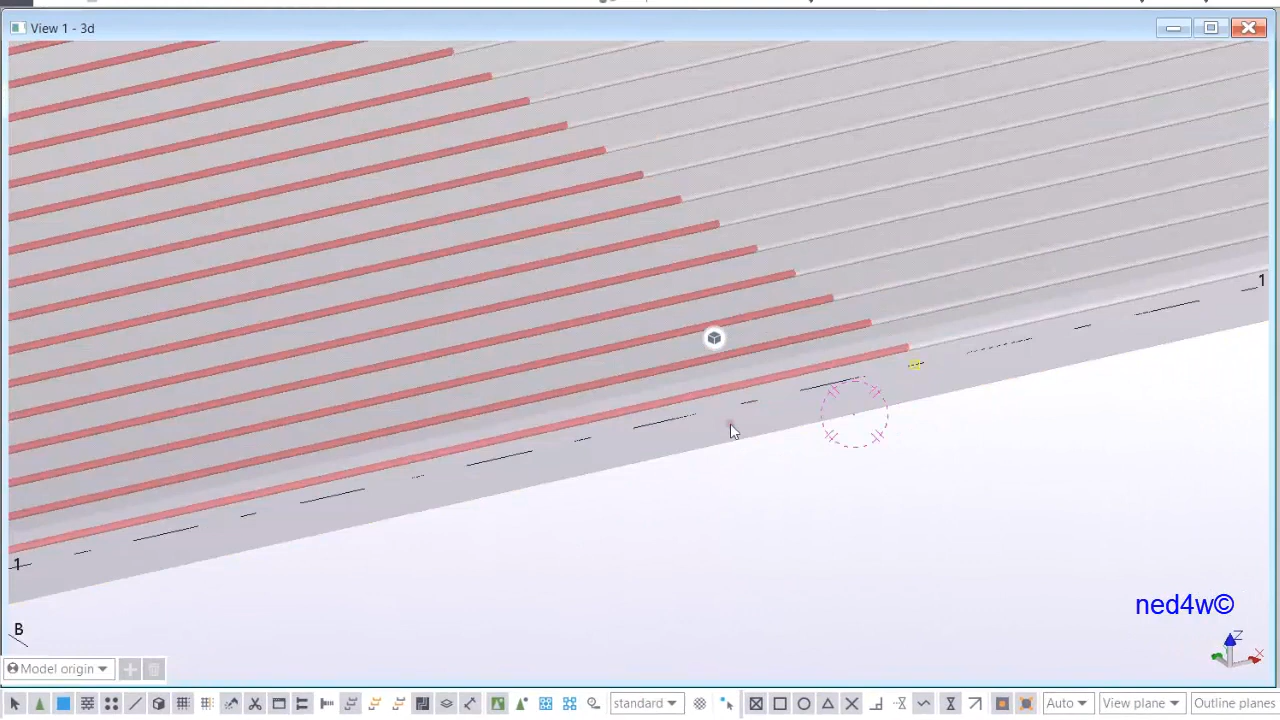 View 1 - 3d
1
1
ned4w©
B
Z
X
Model origin
standard
Auto
View plane
Outline planes